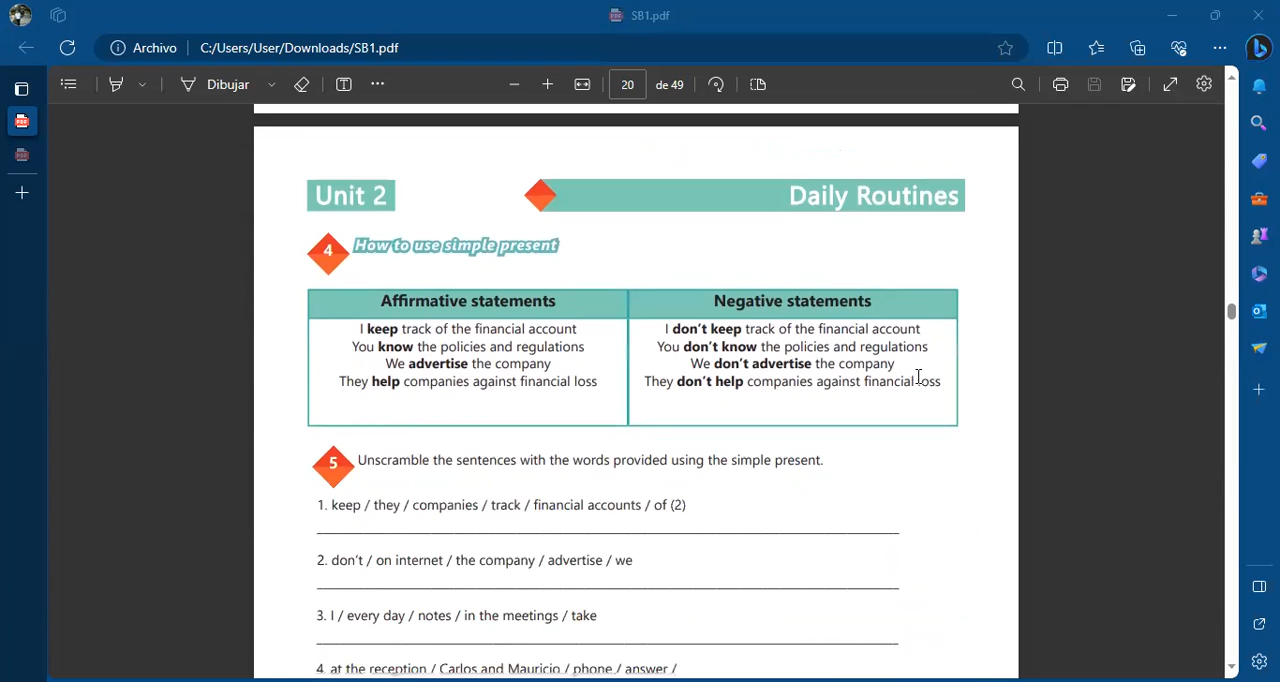 SB1.pdf
Archivo C:/Users/User/Downloads/SB1.pdf
Dibujar 20 de 49
Unit 2 Daily Routines
4 How to use simple present
Affirmative statements Negative statements
I keep track of the financial account I don't keep track of the financial account
You know the policies and regulations You don't know the policies and regulations
We advertise the company We don't advertise the company
They help companies against financial loss They don't help companies against financial loss
5 Unscramble the sentences with the words provided using the simple present.
1. keep / they / companies / track / financial accounts / of (2)
2. don't / on internet / the company / advertise / we
3. I / every day / notes / in the meetings / take
4. at the reception / Carlos and Mauricio / phone / answer /